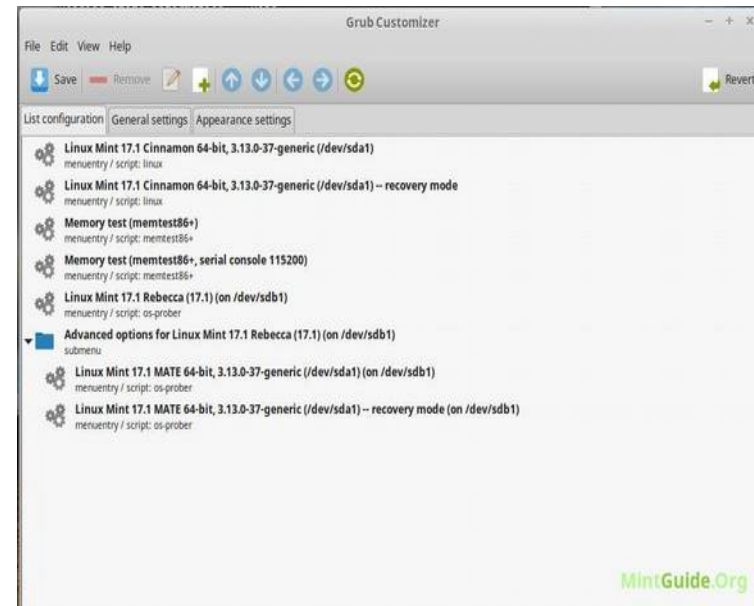 Grub Customizer
File Edit View Help
Save Remove Revert
List configuration General settings Appearance settings
Linux Mint 17.1 Cinnamon 64-bit, 3.13.0-37-generic (/dev/sda1)
menuentry / script: linux
Linux Mint 17.1 Cinnamon 64-bit, 3.13.0-37-generic (/dev/sda1) -- recovery mode
menuentry / script: linux
Memory test (memtest86+)
menuentry / script: memtest86+
Memory test (memtest86+, serial console 115200)
menuentry / script: memtest86+
Linux Mint 17.1 Rebecca (17.1) (on /dev/sdb1)
menuentry / script: os-prober
Advanced options for Linux Mint 17.1 Rebecca (17.1) (on /dev/sdb1)
submenu
Linux Mint 17.1 MATE 64-bit, 3.13.0-37-generic (/dev/sda1) (on /dev/sdb1)
menuentry / script: os-prober
Linux Mint 17.1 MATE 64-bit, 3.13.0-37-generic (/dev/sda1) -- recovery mode (on /dev/sdb1)
menuentry / script: os-prober
MintGuide.Org